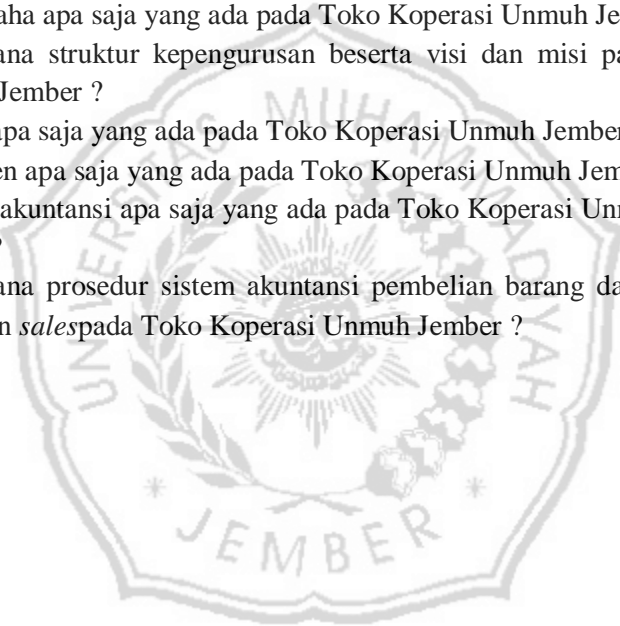 aha apa saja yang ada pada Toko Koperasi Unmuh Je
ana struktur kepengurusan beserta visi dan misi pa
Jember ?
apa saja yang ada pada Toko Koperasi Unmuh Jember
en apa saja yang ada pada Toko Koperasi Unmuh Jem
akuntansi apa saja yang ada pada Toko Koperasi Un
?
ana prosedur sistem akuntansi pembelian barang da
n salespada Toko Koperasi Unmuh Jember ?
UNIVERSITAS MUHAMMADIYAH
JEMBER